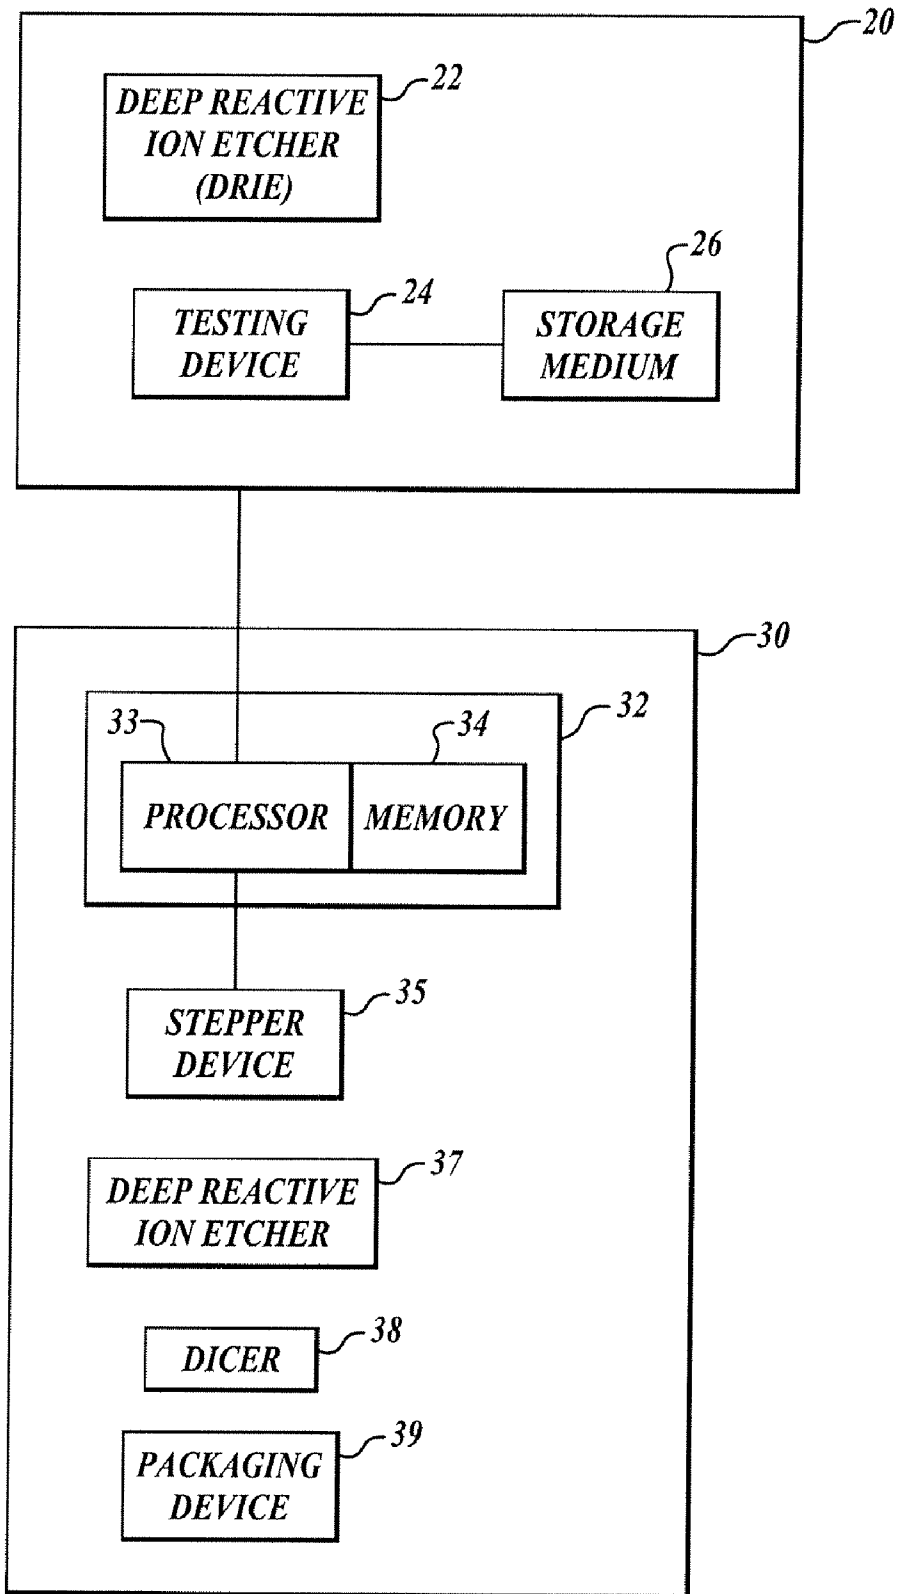 20
22
DEEP REACTIVE
ION ETCHER
(DRIE)
26
24
TESTING
DEVICE
STORAGE
MEDIUM
30
32
33
34
PROCESSOR
MEMORY
35
STEPPER
DEVICE
37
DEEP REACTIVE
ION ETCHER
38
DICER
39
PACKAGING
DEVICE